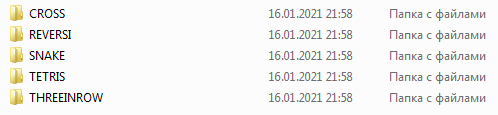 CROSS 16.01.2021 21:58 Папка с файлами
REVERSI 16.01.2021 21:58 Папка с файлами
SNAKE 16.01.2021 21:58 Папка с файлами
TETRIS 16.01.2021 21:58 Папка с файлами
THREEINROW 16.01.2021 21:58 Папка с файлами